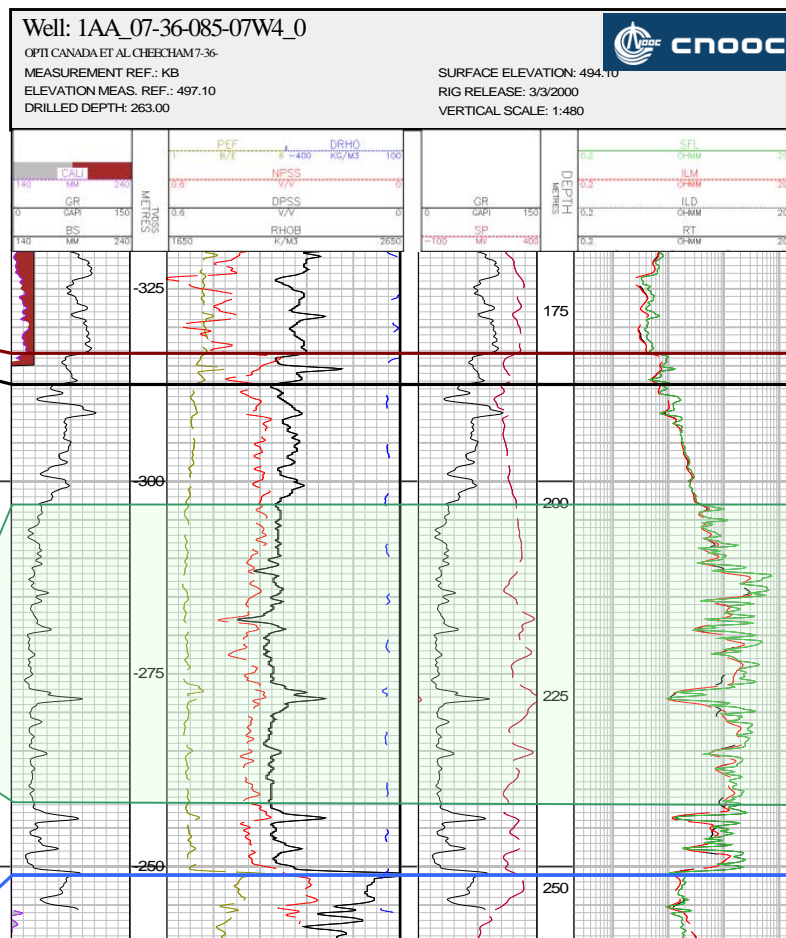 Well: 1AA_07-36-085-07W4_0
OPTI CANADA ET AL CHEECHAM 7-36-
MEASUREMENT REF.: KB
ELEVATION MEAS. REF.: 497.10
DRILLED DEPTH: 263.00
SURFACE ELEVATION: 494.10
RIG RELEASE: 3/3/2000
VERTICAL SCALE: 1:480
cnooc
CALI
140 MM 240
GR
0 GAPI 150
BS
140 MM 240
TVDSS
METRES
PEF
1 B/E 6
DRHO
-400 KG/M3 100
NPSS
0.6 V/V 0
DPSS
0.6 V/V 0
RHOB
1650 K/M3 2650
GR
0 GAPI 150
SP
-100 MV 400
DEPTH
METRES
SFL
0.2 OHMM
ILM
0.2 OHMM
ILD
0.2 OHMM
RT
0.2 OHMM
-325
175
-300
200
-275
225
-250
250